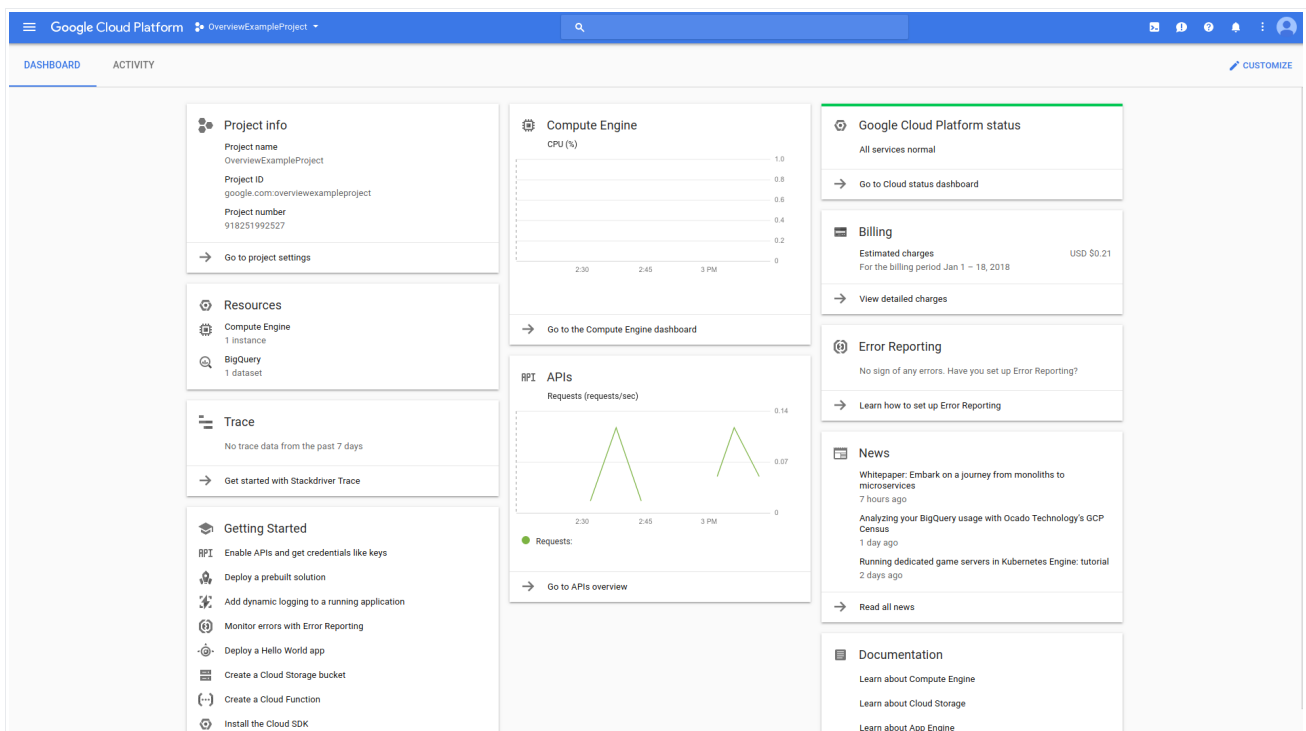 Google Cloud Platform
OverviewExampleProject
DASHBOARD
ACTIVITY
CUSTOMIZE
Project info
Project name
OverviewExampleProject
Project ID
google.com:overviewexampleproject
Project number
918251992527
Go to project settings
Resources
Compute Engine
1 instance
BigQuery
1 dataset
Trace
No trace data from the past 7 days
Get started with Stackdriver Trace
Getting Started
API Enable APIs and get credentials like keys
Deploy a prebuilt solution
Add dynamic logging to a running application
Monitor errors with Error Reporting
Deploy a Hello World app
Create a Cloud Storage bucket
Create a Cloud Function
Install the Cloud SDK
Compute Engine
CPU (%)
1.0
0.8
0.6
0.4
0.2
0
2:30 2:45 3 PM
Go to the Compute Engine dashboard
API APIs
Requests (requests/sec)
0.14
0.07
0
2:30 2:45 3 PM
Requests:
Go to APIs overview
Google Cloud Platform status
All services normal
Go to Cloud status dashboard
Billing
Estimated charges USD $0.21
For the billing period Jan 1 – 18, 2018
View detailed charges
Error Reporting
No sign of any errors. Have you set up Error Reporting?
Learn how to set up Error Reporting
News
Whitepaper: Embark on a journey from monoliths to
microservices
7 hours ago
Analyzing your BigQuery usage with Ocado Technology's GCP
Census
1 day ago
Running dedicated game servers in Kubernetes Engine: tutorial
2 days ago
Read all news
Documentation
Learn about Compute Engine
Learn about Cloud Storage
Learn about App Engine